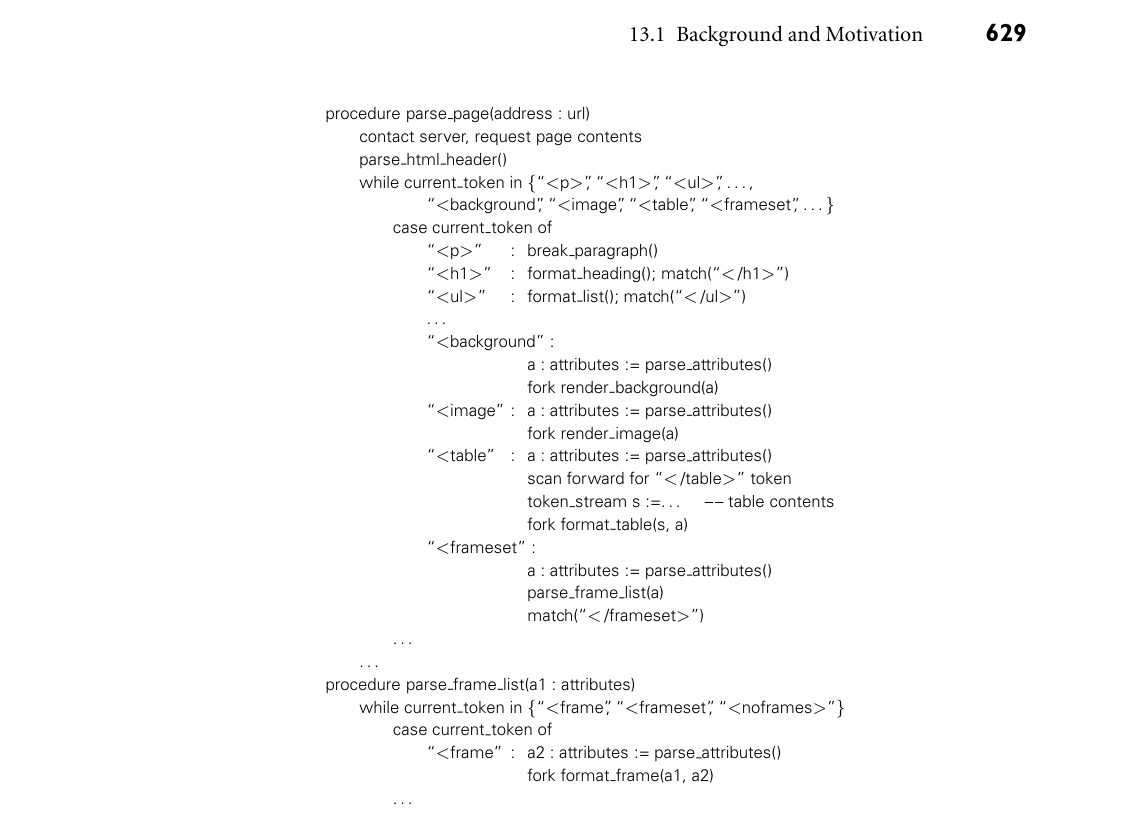 13.1 Background and Motivation 629
procedure parse_page(address : url)
contact server, request page contents
parse_html_header()
while current_token in {“<p>”, “<h1>”, “<ul>”, . . . ,
“<background”, “<image”, “<table”, “<frameset”, . . . }
case current_token of
“<p>” : break_paragraph()
“<h1>” : format_heading(); match(“</h1>”)
“<ul>” : format_list(); match(“</ul>”)
. . .
“<background” :
a : attributes := parse_attributes()
fork render_background(a)
“<image” : a : attributes := parse_attributes()
fork render_image(a)
“<table” : a : attributes := parse_attributes()
scan forward for “</table>” token
token_stream s :=. . . –– table contents
fork format_table(s, a)
“<frameset” :
a : attributes := parse_attributes()
parse_frame_list(a)
match(“</frameset>”)
. . .
. . .
procedure parse_frame_list(a1 : attributes)
while current_token in {“<frame”, “<frameset”, “<noframes>”}
case current_token of
“<frame” : a2 : attributes := parse_attributes()
fork format_frame(a1, a2)
. . .